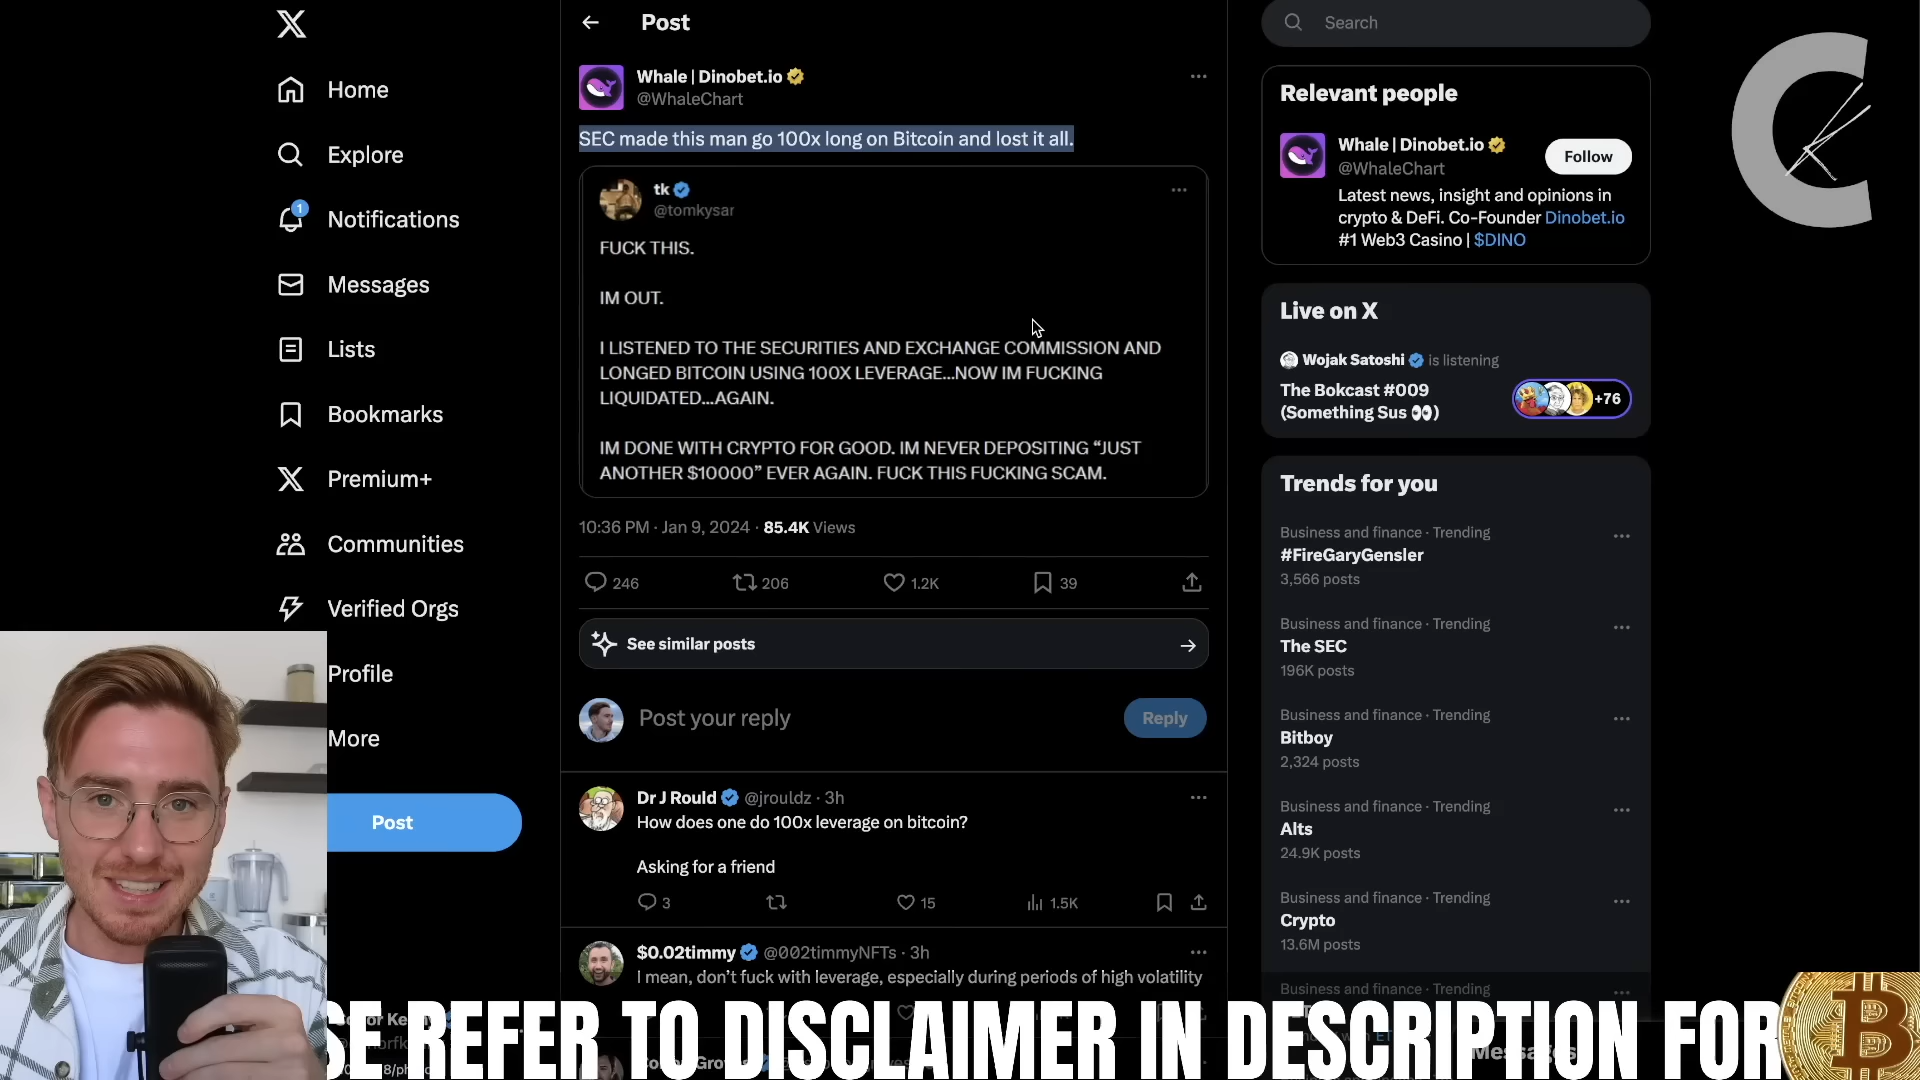 Home
Explore
1
Notifications
Messages
Lists
Bookmarks
Premium+
Communities
Verified Orgs
Profile
More
Post
Post
Whale | Dinobet.io
@WhaleChart
SEC made this man go 100x long on Bitcoin and lost it all.
tk
@tomkysar
FUCK THIS.
IM OUT.
I LISTENED TO THE SECURITIES AND EXCHANGE COMMISSION AND
LONGED BITCOIN USING 100X LEVERAGE...NOW IM FUCKING
LIQUIDATED...AGAIN.
IM DONE WITH CRYPTO FOR GOOD. IM NEVER DEPOSITING “JUST
ANOTHER $10000” EVER AGAIN. FUCK THIS FUCKING SCAM.
10:36 PM · Jan 9, 2024 · 85.4K Views
246 206 1.2K 39
See similar posts
Post your reply
Reply
Dr J Rould @jrouldz · 3h
How does one do 100x leverage on bitcoin?
Asking for a friend
3 15 1.5K
$0.02timmy @002timmyNFTs · 3h
I mean, don’t fuck with leverage, especially during periods of high volatility
Search
Relevant people
Whale | Dinobet.io
@WhaleChart
Follow
Latest news, insight and opinions in
crypto & DeFi. Co-Founder Dinobet.io
#1 Web3 Casino | $DINO
Live on X
Wojak Satoshi is listening
The Bokcast #009
(Something Sus 👀)
+76
Trends for you
Business and finance · Trending
#FireGaryGensler
3,566 posts
Business and finance · Trending
The SEC
196K posts
Business and finance · Trending
Bitboy
2,324 posts
Business and finance · Trending
Alts
24.9K posts
Business and finance · Trending
Crypto
13.6M posts
Business and finance · Trending
Messages
SE REFER TO DISCLAIMER IN DESCRIPTION FOR